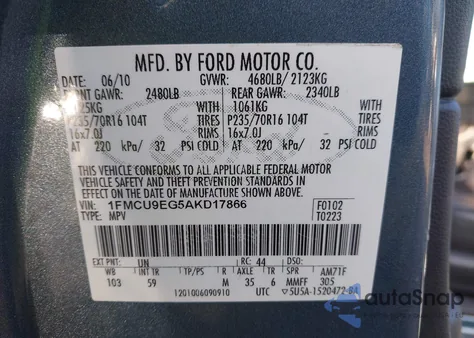 MFD. BY FORD MOTOR CO.
DATE: 06/10 GVWR: 4680LB/ 2123KG
FRONT GAWR: 2480LB REAR GAWR: 2340LB
1125KG WITH 1061KG WITH
P235/70R16 104T TIRES P235/70R16 104T TIRES
16x7.0J RIMS 16x7.0J RIMS
AT 220 kPa/ 32 PSI COLD AT 220 kPa/ 32 PSI COLD
THIS VEHICLE CONFORMS TO ALL APPLICABLE FEDERAL MOTOR
VEHICLE SAFETY AND THEFT PREVENTION STANDARDS IN
EFFECT ON THE DATE OF MANUFACTURE SHOWN ABOVE.
VIN: 1FMCU9EG5AKD17866 F0102
TYPE: MPV T0223
EXT PNT: UN RC: 44 DSO:
WB INT TR TP/PS R AXLE TR SPR AM71F
103 59 M 35 6 MMFF 305
1201006090910 UTC ▽5U5A-1520472-BA
autoSnap